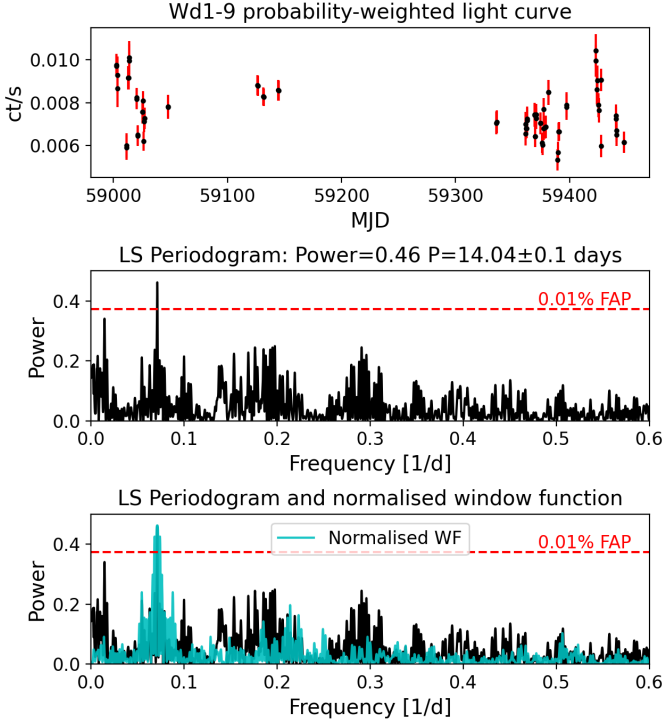 Wd1-9 probability-weighted light curve
0.010
0.008
0.006
ct/s
59000 59100 59200 59300 59400
MJD
LS Periodogram: Power=0.46 P=14.04±0.1 days
0.01% FAP
0.4
0.2
0.0
Power
0.0 0.1 0.2 0.3 0.4 0.5 0.6
Frequency [1/d]
LS Periodogram and normalised window function
Normalised WF
0.01% FAP
0.4
0.2
0.0
Power
0.0 0.1 0.2 0.3 0.4 0.5 0.6
Frequency [1/d]